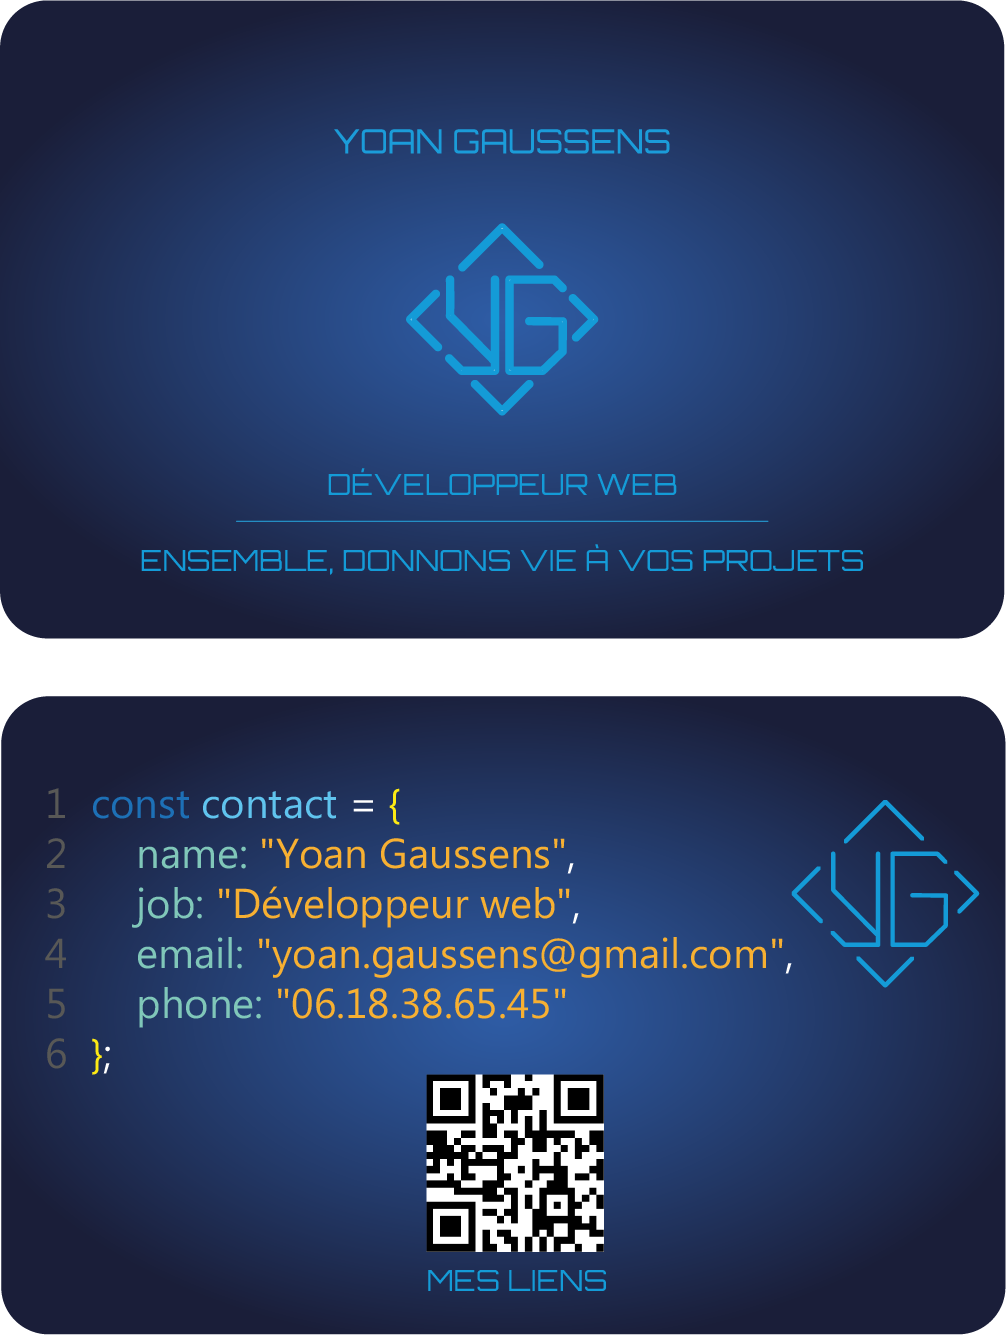 YOAN GAUSSENS
YG
DÉVELOPPEUR WEB
ENSEMBLE, DONNONS VIE À VOS PROJETS
1 const contact = {
2 name: "Yoan Gaussens",
3 job: "Développeur web",
4 email: "yoan.gaussens@gmail.com",
5 phone: "06.18.38.65.45"
6 };
YG
MES LIENS